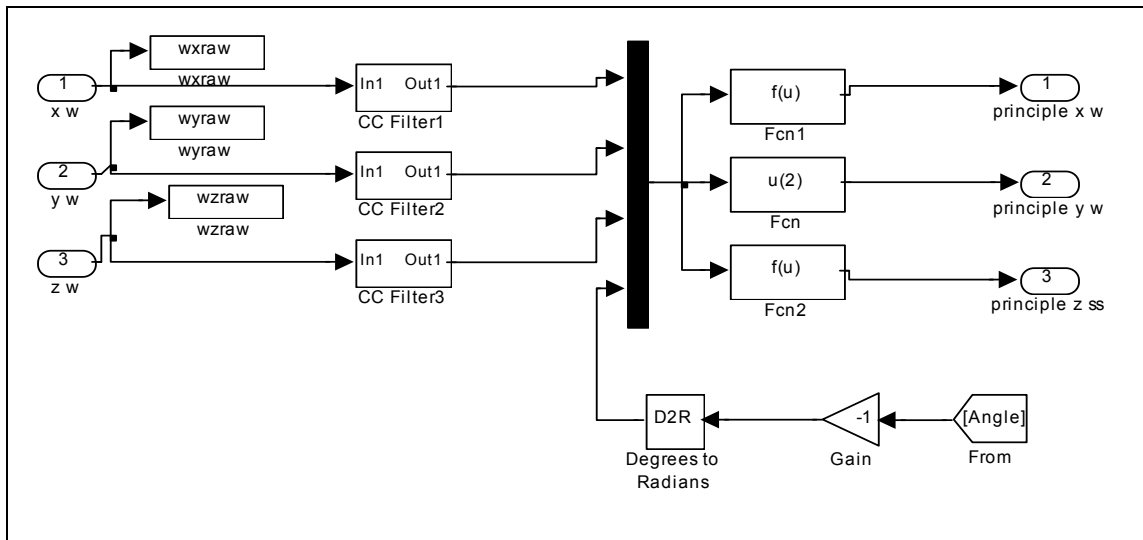 wxraw
wxraw
1
x w
In1 Out1
CC Filter1
wyraw
wyraw
2
y w
In1 Out1
CC Filter2
wzraw
wzraw
3
z w
In1 Out1
CC Filter3
f(u)
Fcn1
1
principle x w
u(2)
Fcn
2
principle y w
f(u)
Fcn2
3
principle z ss
D2R
Degrees to
Radians
-1
Gain
[Angle]
From